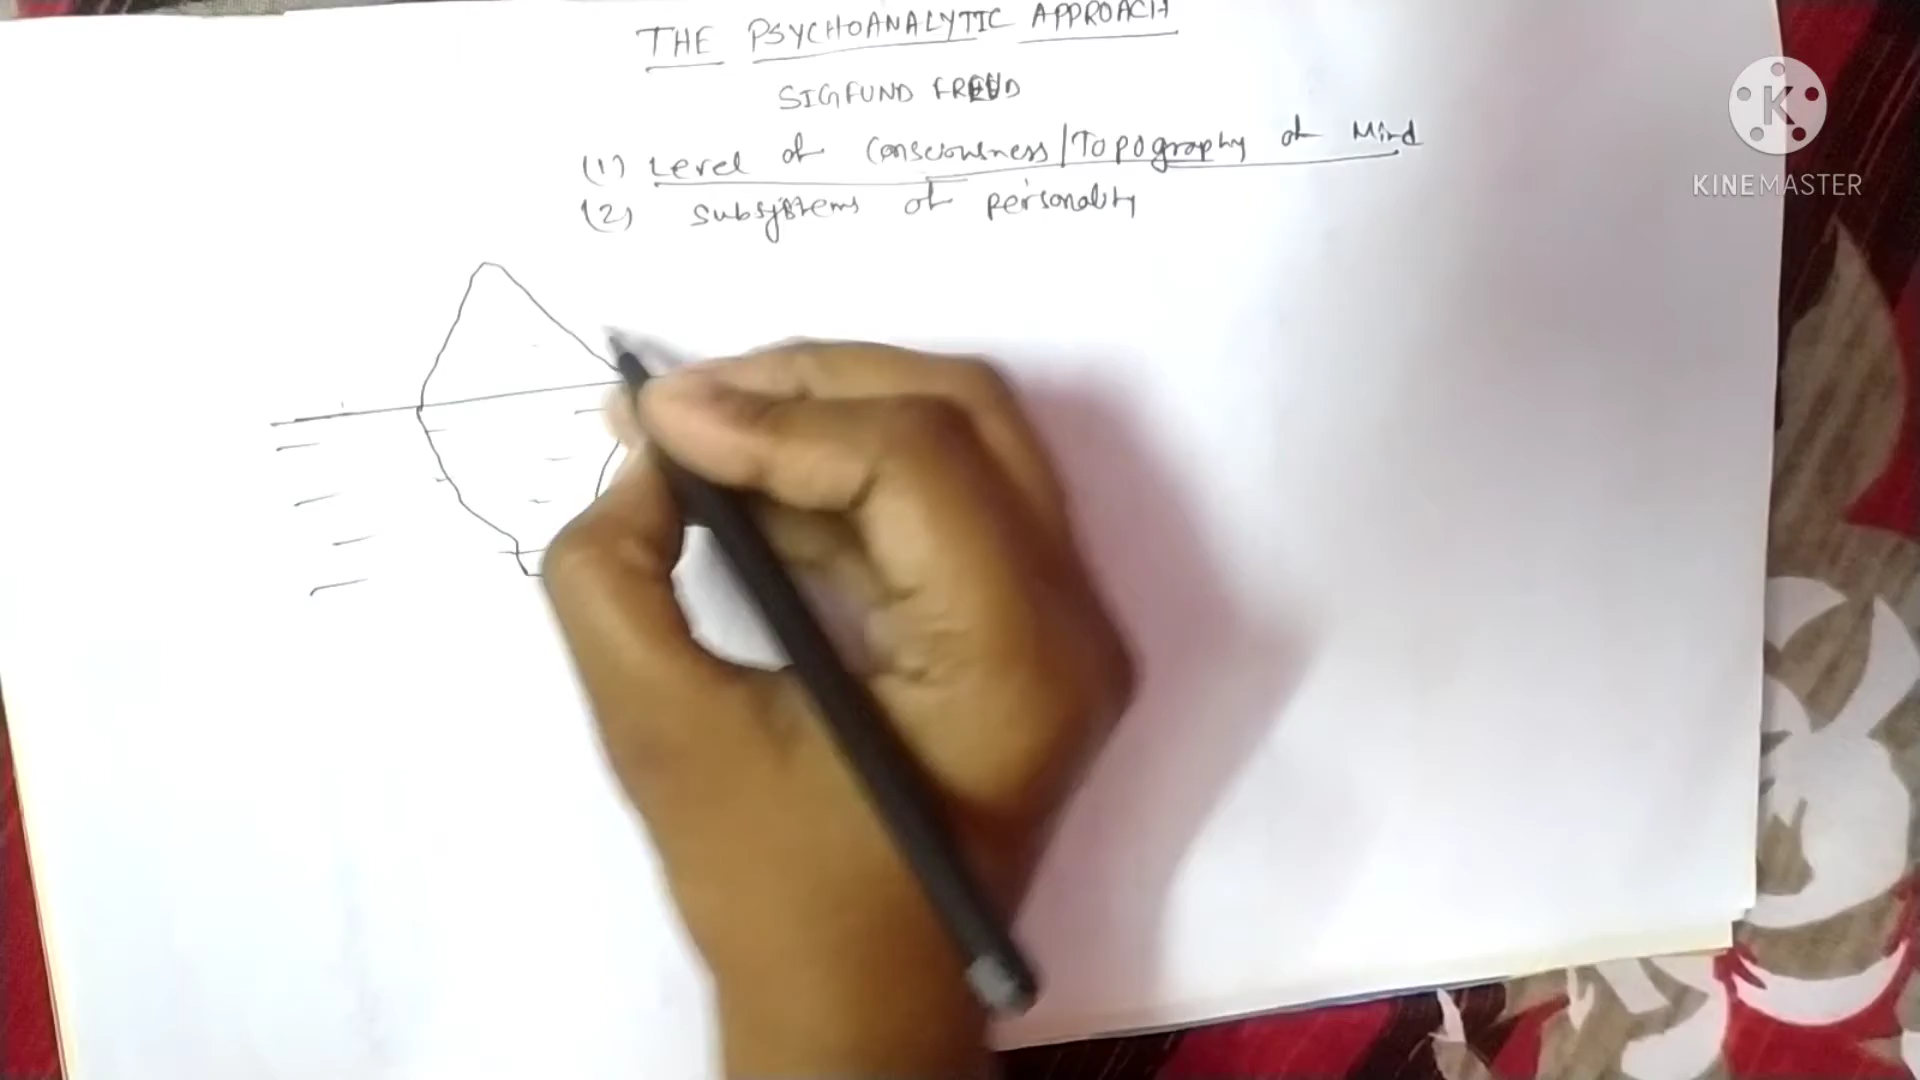 THE PSYCHOANALYTIC APPROACH
SIGFUND FREUD
(1) Level of Consciousness/Topography of Mind
(2) subsystems of personality
KINEMASTER